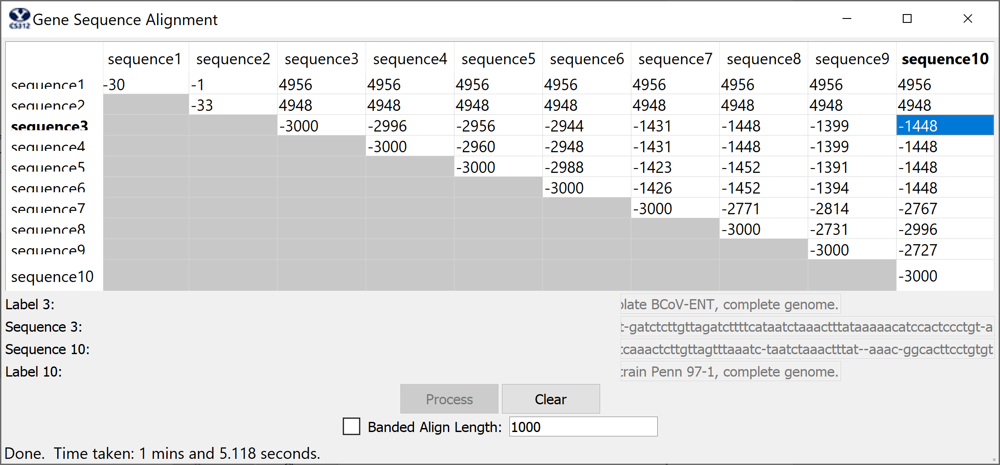 CS312 Gene Sequence Alignment
sequence1 sequence2 sequence3 sequence4 sequence5 sequence6 sequence7 sequence8 sequence9 sequence10
sequence1 -30 -1 4956 4956 4956 4956 4956 4956 4956 4956
sequence2 -33 4948 4948 4948 4948 4948 4948 4948 4948
sequence3 -3000 -2996 -2956 -2944 -1431 -1448 -1399 -1448
sequence4 -3000 -2960 -2948 -1431 -1448 -1399 -1448
sequence5 -3000 -2988 -1423 -1452 -1391 -1448
sequence6 -3000 -1426 -1452 -1394 -1448
sequence7 -3000 -2771 -2814 -2767
sequence8 -3000 -2731 -2996
sequence9 -3000 -2727
sequence10 -3000
Label 3: olate BCoV-ENT, complete genome.
Sequence 3: t-gatctcttgttagatcttttcataatctaaactttataaaaacatccactccctgt-a
Sequence 10: tcaaactcttgttagtttaaatc-taatctaaactttat--aaac-ggcacttcctgtgt
Label 10: train Penn 97-1, complete genome.
Process Clear
Banded Align Length: 1000
Done. Time taken: 1 mins and 5.118 seconds.